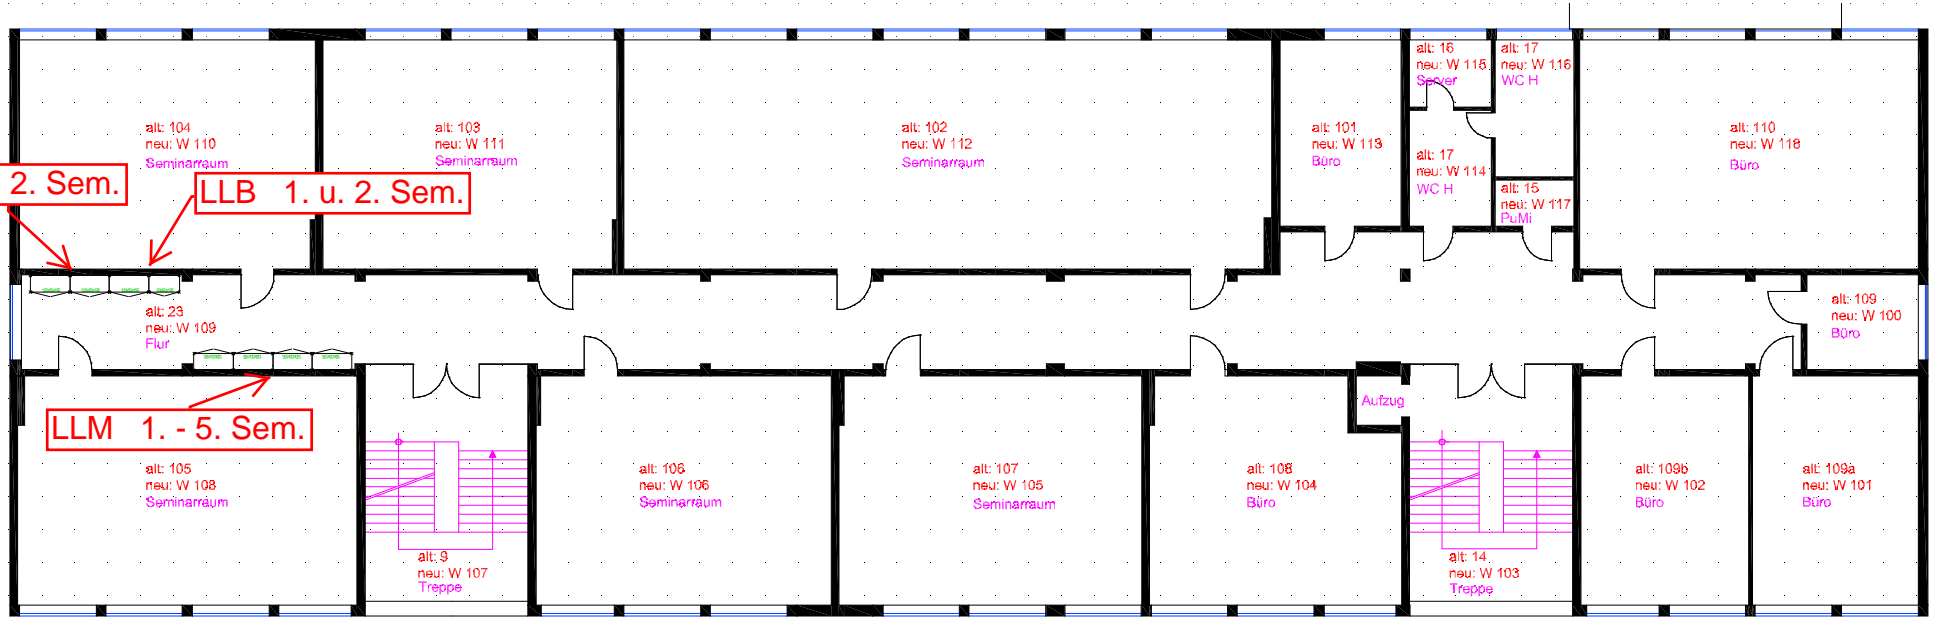 alt: 104
neu: W 110
Seminarraum
alt: 103
neu: W 111
Seminarraum
alt: 102
neu: W 112
Seminarraum
alt: 101
neu: W 113
Büro
alt: 16
neu: W 115
Server
alt: 17
neu: W 116
WC H
alt: 17
neu: W 114
WC H
alt: 15
neu: W 117
PuMi
alt: 110
neu: W 118
Büro
2. Sem.
LLB 1. u. 2. Sem.
alt: 23
neu: W 109
Flur
alt: 109
neu: W 100
Büro
LLM 1. - 5. Sem.
Aufzug
alt: 105
neu: W 108
Seminarraum
alt: 9
neu: W 107
Treppe
alt: 106
neu: W 106
Seminarraum
alt: 107
neu: W 105
Seminarraum
alt: 108
neu: W 104
Büro
alt: 14
neu: W 103
Treppe
alt: 109b
neu: W 102
Büro
alt: 109a
neu: W 101
Büro